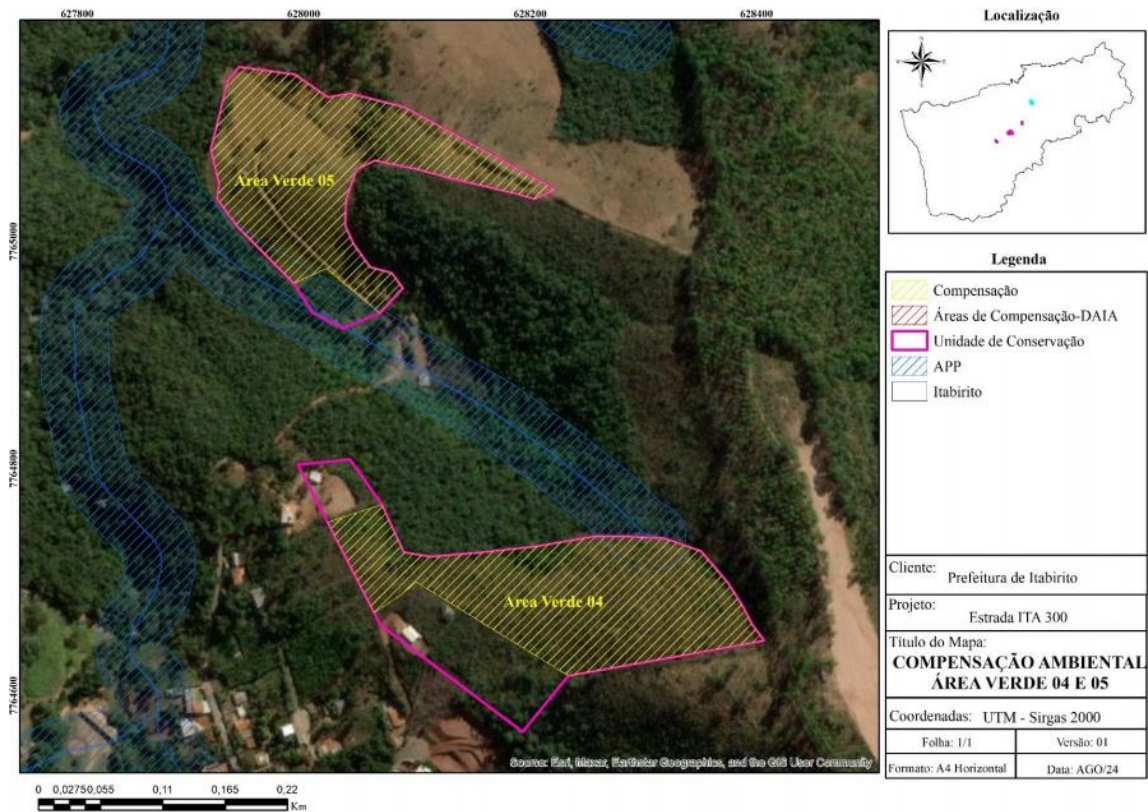 627800 628000 628200 628400
7765000
7764800
7764600
Area Verde 05
Area Verde 04
Source: Esri, Maxar, Earthstar Geographics, and the GIS User Community
0 0,0275 0,055 0,11 0,165 0,22
Km
Localização
N
Legenda
Compensação
Áreas de Compensação-DAIA
Unidade de Conservação
APP
Itabirito
Cliente: Prefeitura de Itabirito
Projeto: Estrada ITA 300
Título do Mapa:
COMPENSAÇÃO AMBIENTAL
ÁREA VERDE 04 E 05
Coordenadas: UTM - Sirgas 2000
Folha: 1/1 Versão: 01
Formato: A4 Horizontal Data: AGO/24